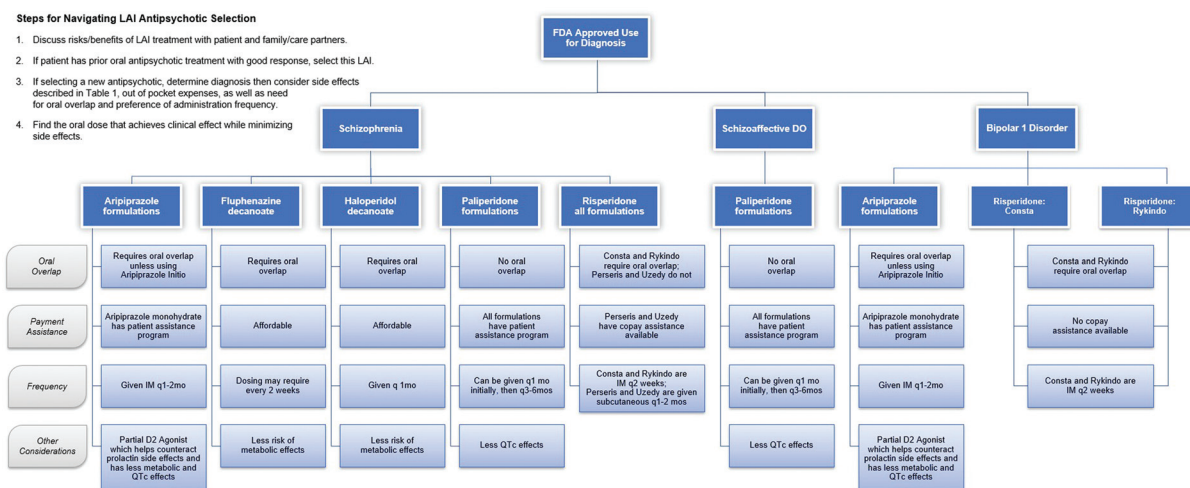 Steps for Navigating LAI Antipsychotic Selection
1. Discuss risks/benefits of LAI treatment with patient and family/care partners.
2. If patient has prior oral antipsychotic treatment with good response, select this LAI.
3. If selecting a new antipsychotic, determine diagnosis then consider side effects
described in Table 1, out of pocket expenses, as well as need
for oral overlap and preference of administration frequency.
4. Find the oral dose that achieves clinical effect while minimizing
side effects.
FDA Approved Use
for Diagnosis
Schizophrenia
Schizoaffective DO
Bipolar 1 Disorder
Aripiprazole
formulations
Fluphenazine
decanoate
Haloperidol
decanoate
Paliperidone
formulations
Risperidone
all formulations
Paliperidone
formulations
Aripiprazole
formulations
Risperidone:
Consta
Risperidone:
Rykindo
Oral
Overlap
Requires oral overlap
unless using
Aripiprazole Initio
Requires oral
overlap
Requires oral
overlap
No oral
overlap
Consta and Rykindo
require oral overlap;
Perseris and Uzedy do not
No oral
overlap
Requires oral overlap
unless using
Aripiprazole Initio
Consta and Rykindo
require oral overlap
Payment
Assistance
Aripiprazole monohydrate
has patient assistance
program
Affordable
Affordable
All formulations
have patient
assistance program
Perseris and Uzedy
have copay assistance
available
All formulations
have patient
assistance program
Aripiprazole monohydrate
has patient assistance
program
No copay
assistance available
Frequency
Given IM q1-2mo
Dosing may require
every 2 weeks
Given q 1mo
Can be given q1 mo
initially, then q3-6mos
Consta and Rykindo are
IM q2 weeks;
Perseris and Uzedy are given
subcutaneous q1-2 mos
Can be given q1 mo
initially, then q3-6mos
Given IM q1-2mo
Consta and Rykindo are
IM q2 weeks
Other
Considerations
Partial D2 Agonist
which helps counteract
prolactin side effects and
has less metabolic and
QTc effects
Less risk of
metabolic effects
Less risk of
metabolic effects
Less QTc effects
Less QTc effects
Partial D2 Agonist
which helps counteract
prolactin side effects and
has less metabolic and
QTc effects